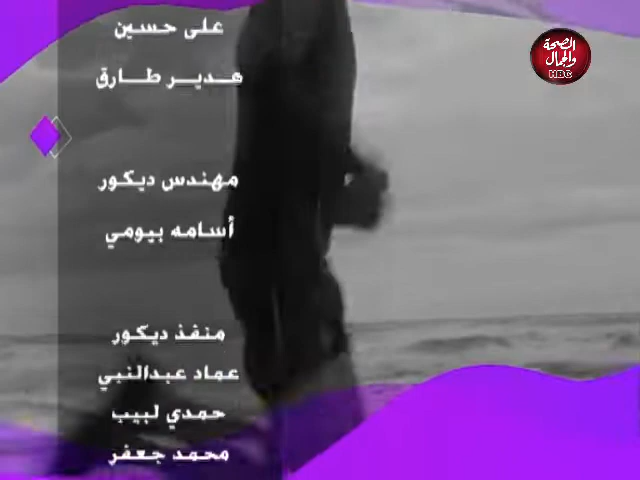 على حسين
هدير طارق
مهندس ديكور
أسامه بيومي
منفذ ديكور
عماد عبدالنبي
حمدي لبيب
محمد جعفر
الصحة
والجمال
HBC